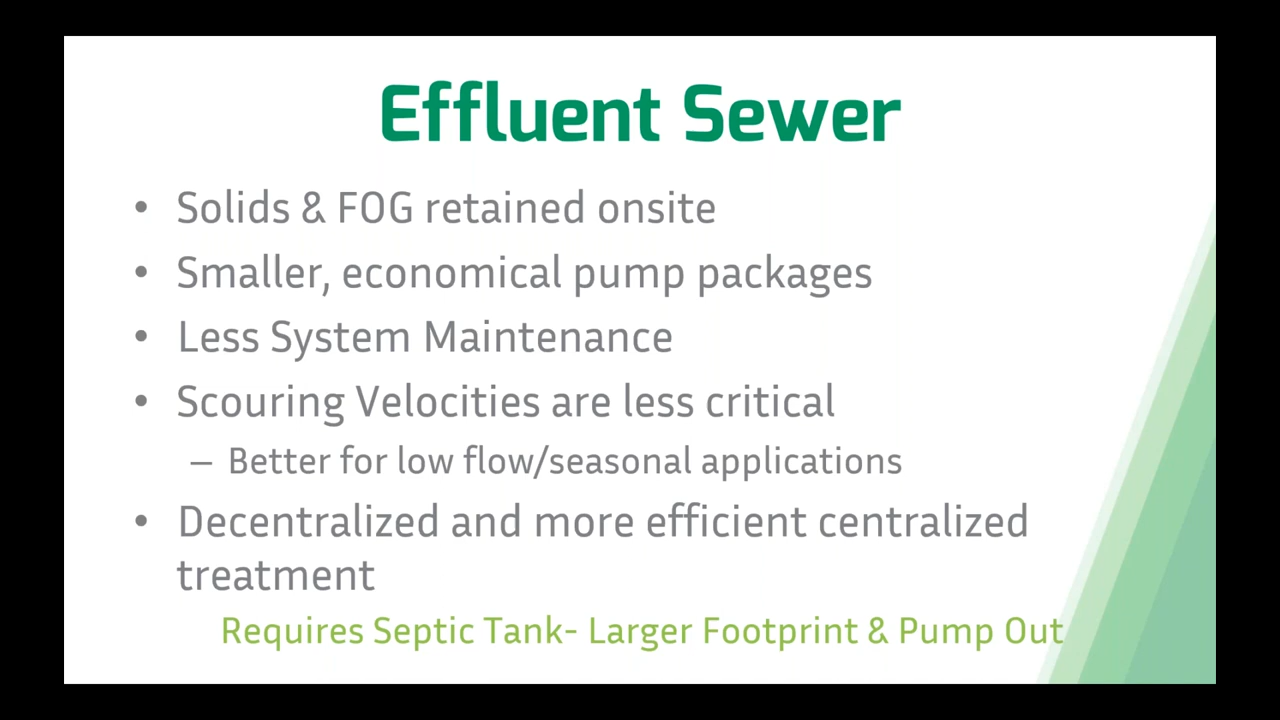 Effluent Sewer
• Solids & FOG retained onsite
• Smaller, economical pump packages
• Less System Maintenance
• Scouring Velocities are less critical
– Better for low flow/seasonal applications
• Decentralized and more efficient centralized
treatment
Requires Septic Tank- Larger Footprint & Pump Out